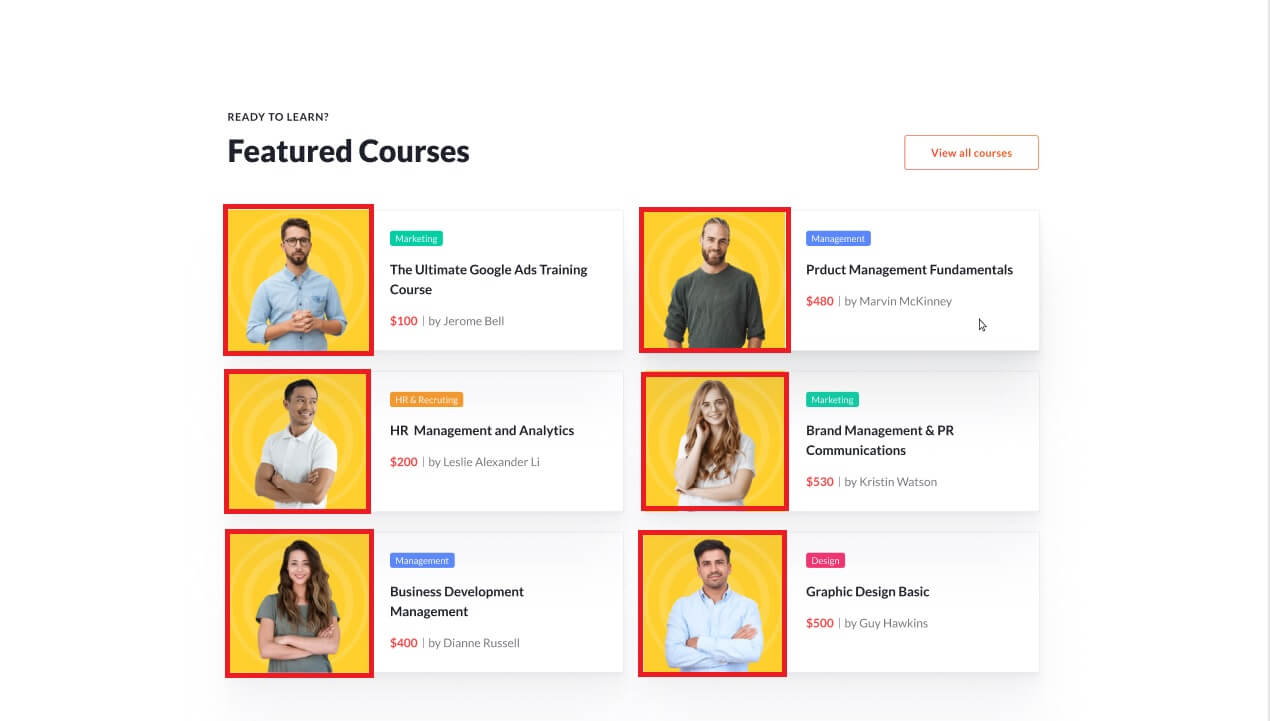 READY TO LEARN?
Featured Courses
View all courses
Marketing
The Ultimate Google Ads Training
Course
$100 | by Jerome Bell
Management
Prduct Management Fundamentals
$480 | by Marvin McKinney
HR & Recruting
HR Management and Analytics
$200 | by Leslie Alexander Li
Marketing
Brand Management & PR
Communications
$530 | by Kristin Watson
Management
Business Development
Management
$400 | by Dianne Russell
Design
Graphic Design Basic
$500 | by Guy Hawkins